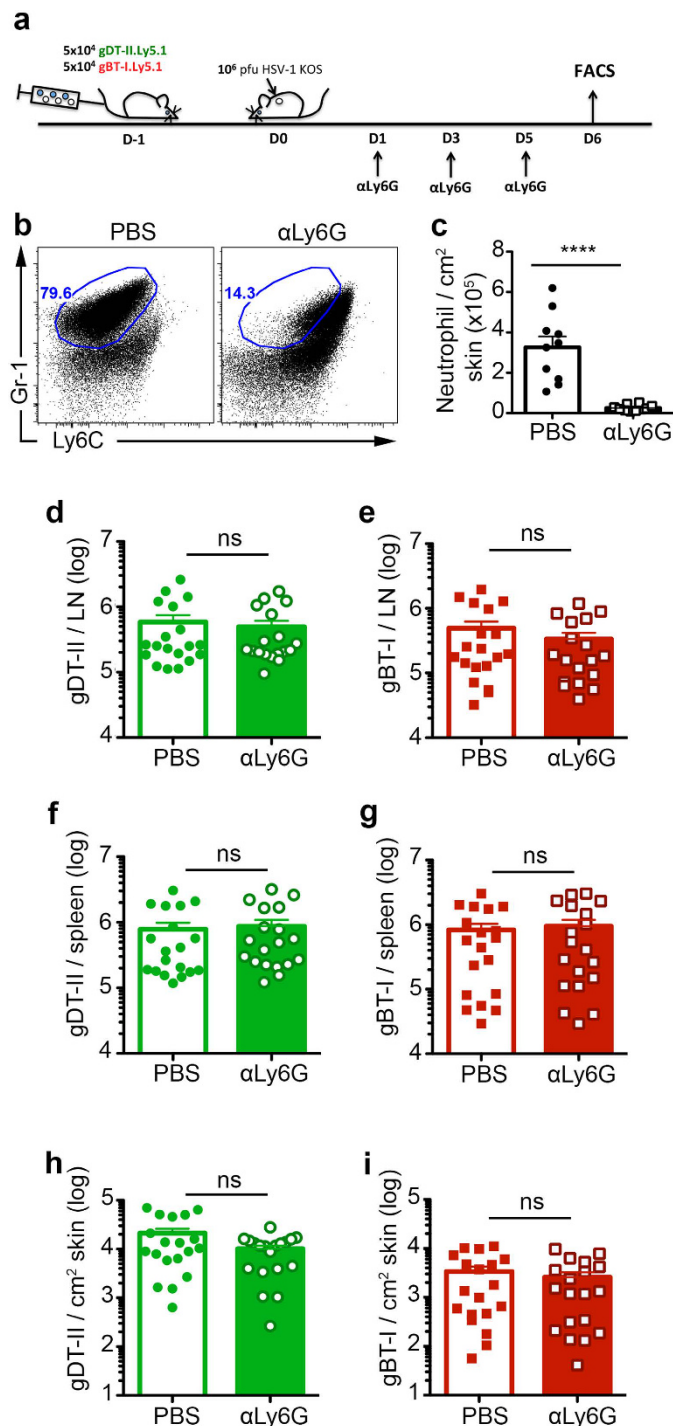 a
5x10⁴ gDT-II.Ly5.1
5x10⁴ gBT-I.Ly5.1
10⁶ pfu HSV-1 KOS
FACS
D-1 D0 D1 D3 D5 D6
αLy6G αLy6G αLy6G
b
PBS αLy6G
79.6 14.3
Gr-1
Ly6C
c
Neutrophil / cm²
skin (x10⁵)
8
6
4
2
0
****
PBS αLy6G
d
gDT-II / LN (log)
7
6
5
4
ns
PBS αLy6G
e
gBT-I / LN (log)
7
6
5
4
ns
PBS αLy6G
f
gDT-II / spleen (log)
7
6
5
4
ns
PBS αLy6G
g
gBT-I / spleen (log)
7
6
5
4
ns
PBS αLy6G
h
gDT-II / cm² skin (log)
5
4
3
2
1
ns
PBS αLy6G
i
gBT-I / cm² skin (log)
5
4
3
2
1
ns
PBS αLy6G